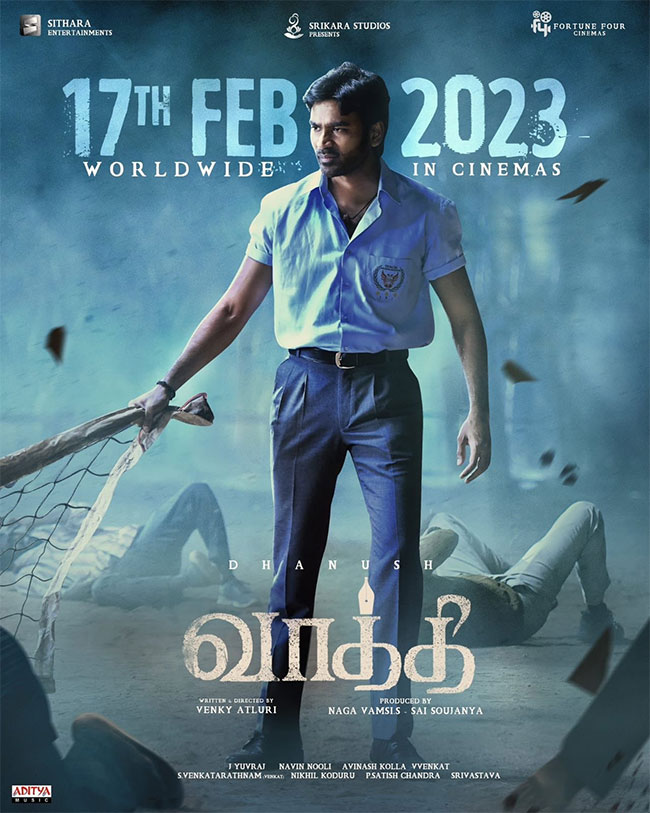 SITHARA
ENTERTAINMENTS
SRIKARA STUDIOS
PRESENTS
FORTUNE FOUR
CINEMAS
17TH FEB 2023
WORLDWIDE IN CINEMAS
DHANUSH
வாத்தி
WRITTEN & DIRECTED BY
VENKY ATLURI
PRODUCED BY
NAGA VAMSI.S - SAI SOUJANYA
J YUVRAJ NAVIN NOOLI AVINASH KOLLA VVENKAT
S.VENKATARATHNAM (VENKAT) NIKHIL KODURU P.SATISH CHANDRA SRIVASTAVA
ADITYA
MUSIC